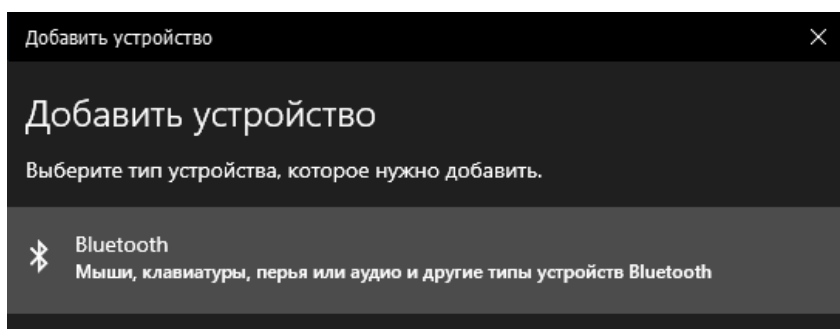 Добавить устройство
Добавить устройство
Выберите тип устройства, которое нужно добавить.
Bluetooth
Мыши, клавиатуры, перья или аудио и другие типы устройств Bluetooth